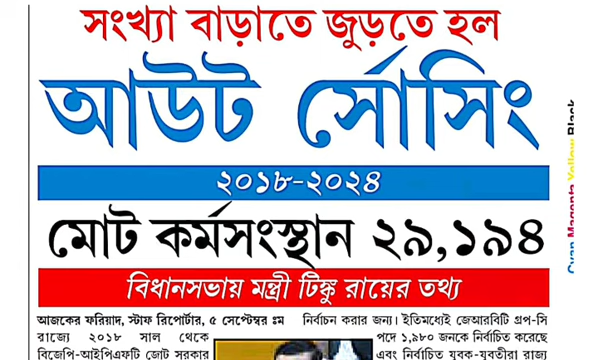 সংখ্যা বাড়াতে জুড়তে হল
আউট র্সোসিং
২০১৮-২০২৪
মোট কর্মসংস্থান ২৯,১৯৪
বিধানসভায় মন্ত্রী টিঙ্কু রায়ের তথ্য
আজকের ফরিয়াদ, স্টাফ রিপোর্টার, ৫ সেপ্টেম্বর ঃম
রাজ্যে ২০১৮ সাল থেকে
বিজেপি-আইপিএফটি জোট সরকার
নির্বাচন করার জন্য। ইতিমধ্যেই জেআরবিটি গ্রুপ-সি
পদে ১,৯৮০ জনকে নির্বাচিত করেছে
এবং নির্বাচিত যুবক-যুবতীরা রাজ্য
Cyan Magenta Yellow Black